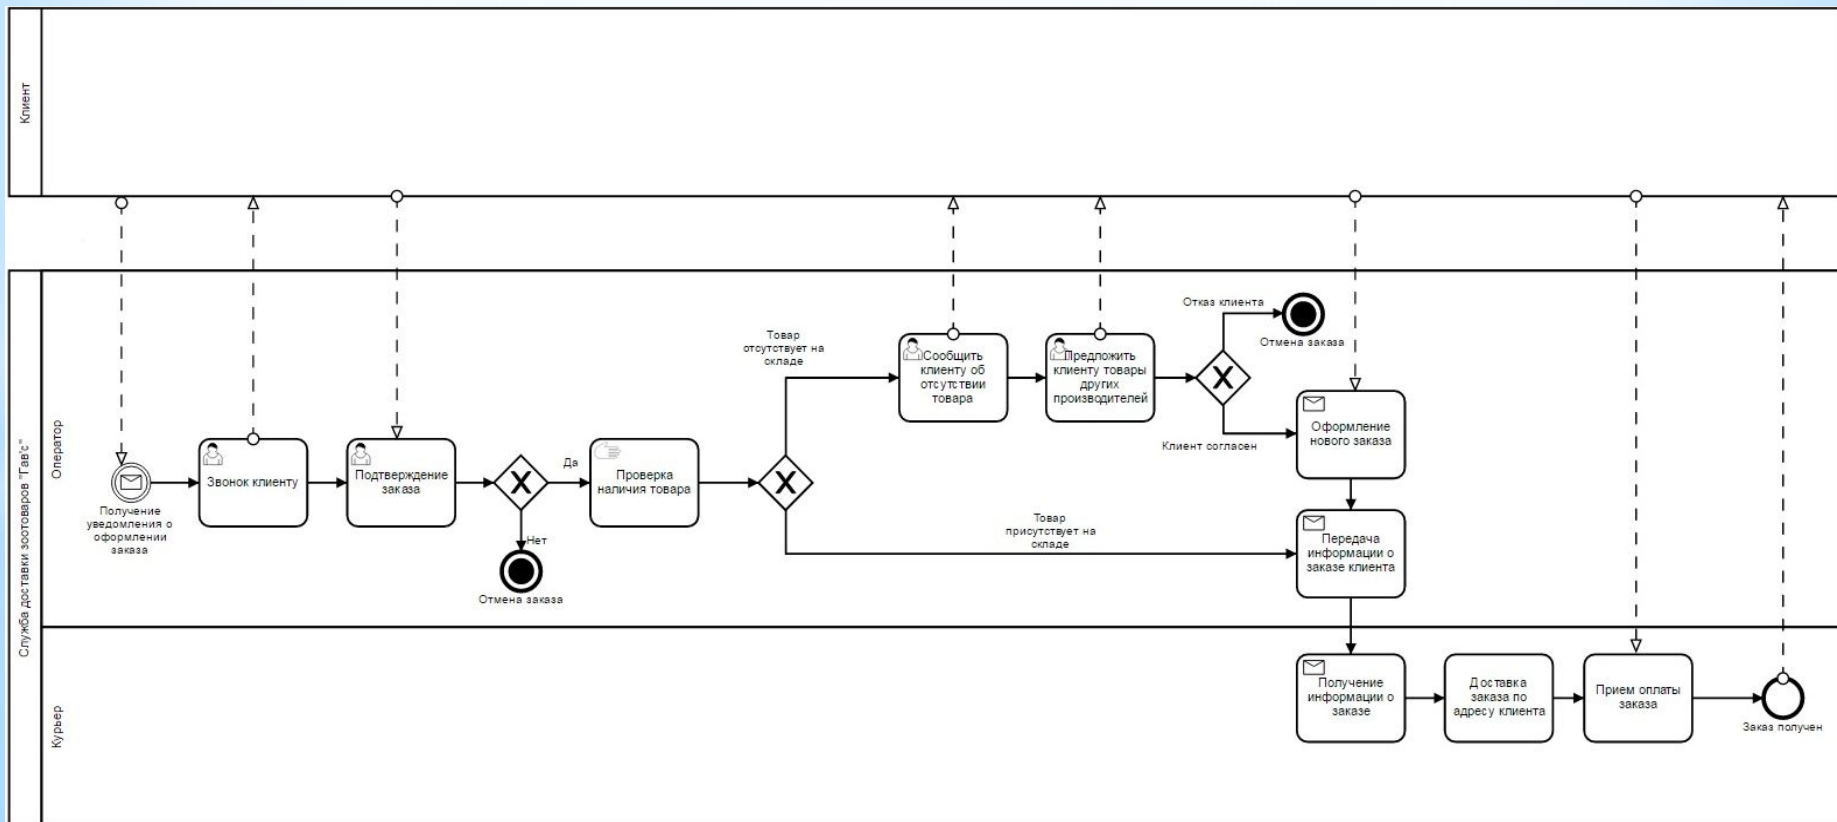 Клиент
Служба доставки зоотоваров "Гав'с"
Оператор
Получение
уведомления о
оформлении
заказа
Звонок клиенту
Подтверждение
заказа
Да
Нет
Отмена заказа
Проверка
наличия товара
Товар
отсутствует на
складе
Товар
присутствует на
складе
Сообщить
клиенту об
отсутствии
товара
Предложить
клиенту товары
других
производителей
Отказ клиента
Отмена заказа
Клиент согласен
Оформление
нового заказа
Передача
информации о
заказе клиента
Курьер
Получение
информации о
заказе
Доставка
заказа по
адресу клиента
Прием оплаты
заказа
Заказ получен